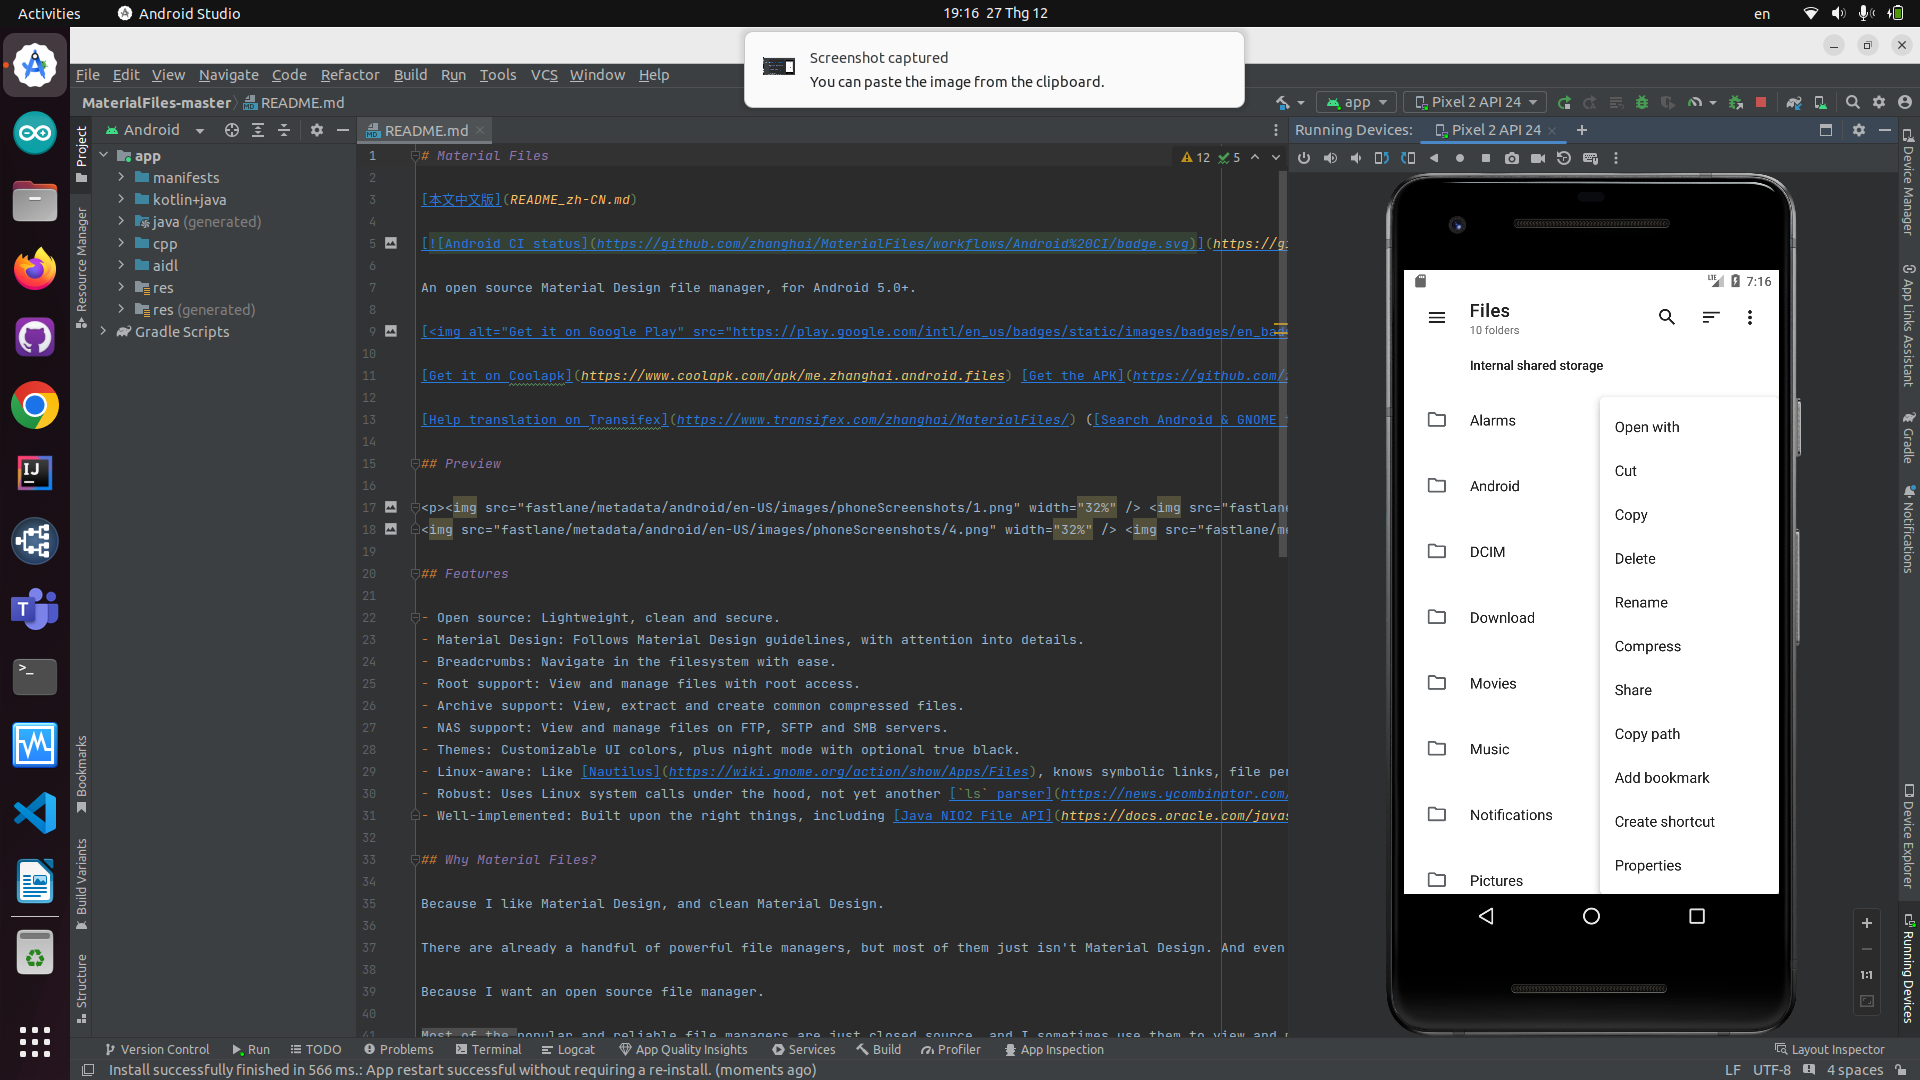 Activities
Android Studio
19:16 27 Thg 12
en
Screenshot captured
You can paste the image from the clipboard.
File Edit View Navigate Code Refactor Build Run Tools VCS Window Help
MaterialFiles-master
README.md
app
Pixel 2 API 24
Android
README.md
Running Devices:
Pixel 2 API 24
Project
Resource Manager
Bookmarks
Build Variants
Structure
app
manifests
kotlin+java
java (generated)
cpp
aidl
res
res (generated)
Gradle Scripts
12 5
1 # Material Files
2
3 [本文中文版](README_zh-CN.md)
4
5 [![Android CI status](https://github.com/zhanghai/MaterialFiles/workflows/Android%20CI/badge.svg)](https://gi
6
7 An open source Material Design file manager, for Android 5.0+.
8
9 [<img alt="Get it on Google Play" src="https://play.google.com/intl/en_us/badges/static/images/badges/en_bad
10
11 [Get it on Coolapk](https://www.coolapk.com/apk/me.zhanghai.android.files) [Get the APK](https://github.com/
12
13 [Help translation on Transifex](https://www.transifex.com/zhanghai/MaterialFiles/) ([Search Android & GNOME
14
15 ## Preview
16
17 <p><img src="fastlane/metadata/android/en-US/images/phoneScreenshots/1.png" width="32%" /> <img src="fastlan
18 <img src="fastlane/metadata/android/en-US/images/phoneScreenshots/4.png" width="32%" /> <img src="fastlane/me
19
20 ## Features
21
22 - Open source: Lightweight, clean and secure.
23 - Material Design: Follows Material Design guidelines, with attention into details.
24 - Breadcrumbs: Navigate in the filesystem with ease.
25 - Root support: View and manage files with root access.
26 - Archive support: View, extract and create common compressed files.
27 - NAS support: View and manage files on FTP, SFTP and SMB servers.
28 - Themes: Customizable UI colors, plus night mode with optional true black.
29 - Linux-aware: Like [Nautilus](https://wiki.gnome.org/action/show/Apps/Files), knows symbolic links, file per
30 - Robust: Uses Linux system calls under the hood, not yet another [`ls` parser](https://news.ycombinator.com/
31 - Well-implemented: Built upon the right things, including [Java NIO2 File API](https://docs.oracle.com/javas
32
33 ## Why Material Files?
34
35 Because I like Material Design, and clean Material Design.
36
37 There are already a handful of powerful file managers, but most of them just isn't Material Design. And even
38
39 Because I want an open source file manager.
40
41 Most of the popular and reliable file managers are just closed source, and I sometimes use them to view and
LTE 7:16
Files
10 folders
Internal shared storage
Alarms
Android
DCIM
Download
Movies
Music
Notifications
Pictures
Open with
Cut
Copy
Delete
Rename
Compress
Share
Copy path
Add bookmark
Create shortcut
Properties
1:1
Device Manager
App Links Assistant
Gradle
Notifications
Device Explorer
Running Devices
Version Control Run TODO Problems Terminal Logcat App Quality Insights Services Build Profiler App Inspection
Layout Inspector
Install successfully finished in 566 ms.: App restart successful without requiring a re-install. (moments ago)
LF UTF-8 4 spaces